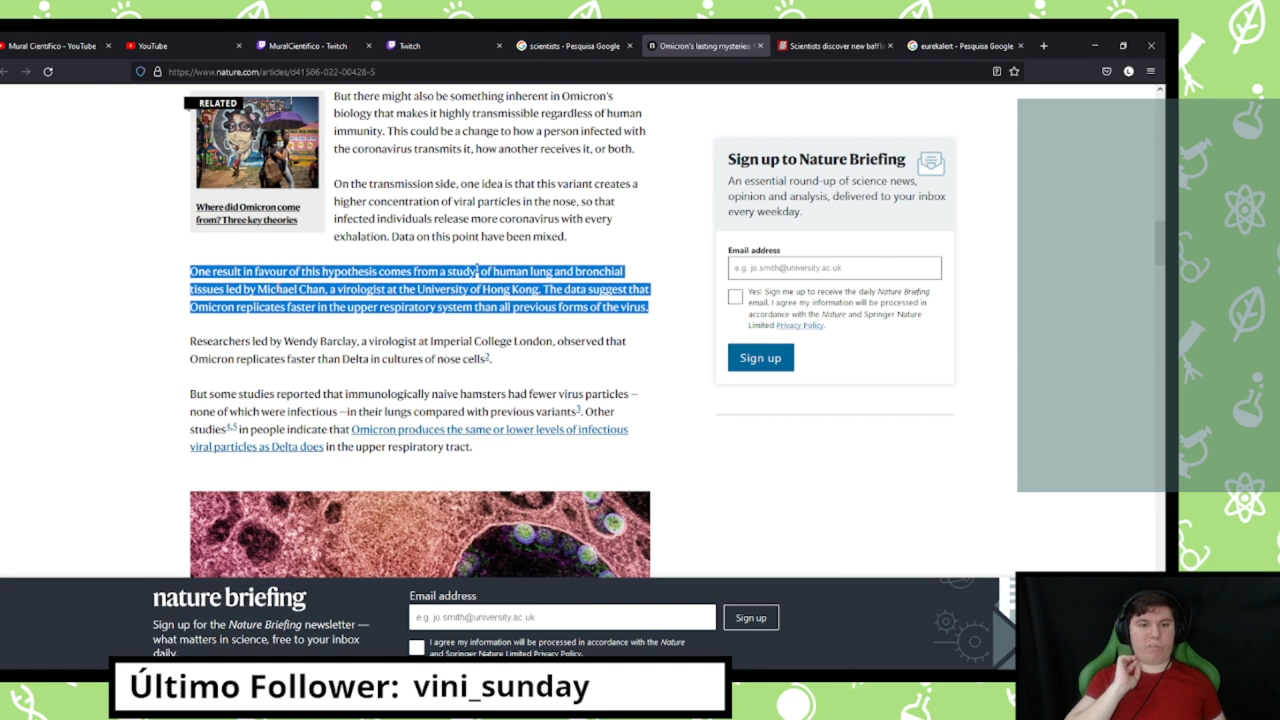 Mural Científico - YouTube
YouTube
MuralCientifico - Twitch
Twitch
scientists - Pesquisa Google
Omicron's lasting mysteries:
Scientists discover new baffl
eurekalert - Pesquisa Google
https://www.nature.com/articles/d41586-022-00428-5
RELATED
Where did Omicron come
from? Three key theories
But there might also be something inherent in Omicron's
biology that makes it highly transmissible regardless of human
immunity. This could be a change to how a person infected with
the coronavirus transmits it, how another receives it, or both.
On the transmission side, one idea is that this variant creates a
higher concentration of viral particles in the nose, so that
infected individuals release more coronavirus with every
exhalation. Data on this point have been mixed.
One result in favour of this hypothesis comes from a study of human lung and bronchial
tissues led by Michael Chan, a virologist at the University of Hong Kong. The data suggest that
Omicron replicates faster in the upper respiratory system than all previous forms of the virus.
Researchers led by Wendy Barclay, a virologist at Imperial College London, observed that
Omicron replicates faster than Delta in cultures of nose cells2.
But some studies reported that immunologically naive hamsters had fewer virus particles —
none of which were infectious —in their lungs compared with previous variants3. Other
studies4,5 in people indicate that Omicron produces the same or lower levels of infectious
viral particles as Delta does in the upper respiratory tract.
Sign up to Nature Briefing
An essential round-up of science news,
opinion and analysis, delivered to your inbox
every weekday.
Email address
e.g. jo.smith@university.ac.uk
Yes! Sign me up to receive the daily Nature Briefing
email. I agree my information will be processed in
accordance with the Nature and Springer Nature
Limited Privacy Policy.
Sign up
nature briefing
Sign up for the Nature Briefing newsletter —
what matters in science, free to your inbox
daily.
Email address
e.g. jo.smith@university.ac.uk
Sign up
I agree my information will be processed in accordance with the Nature
and Springer Nature Limited Privacy Policy.
Último Follower: vini_sunday